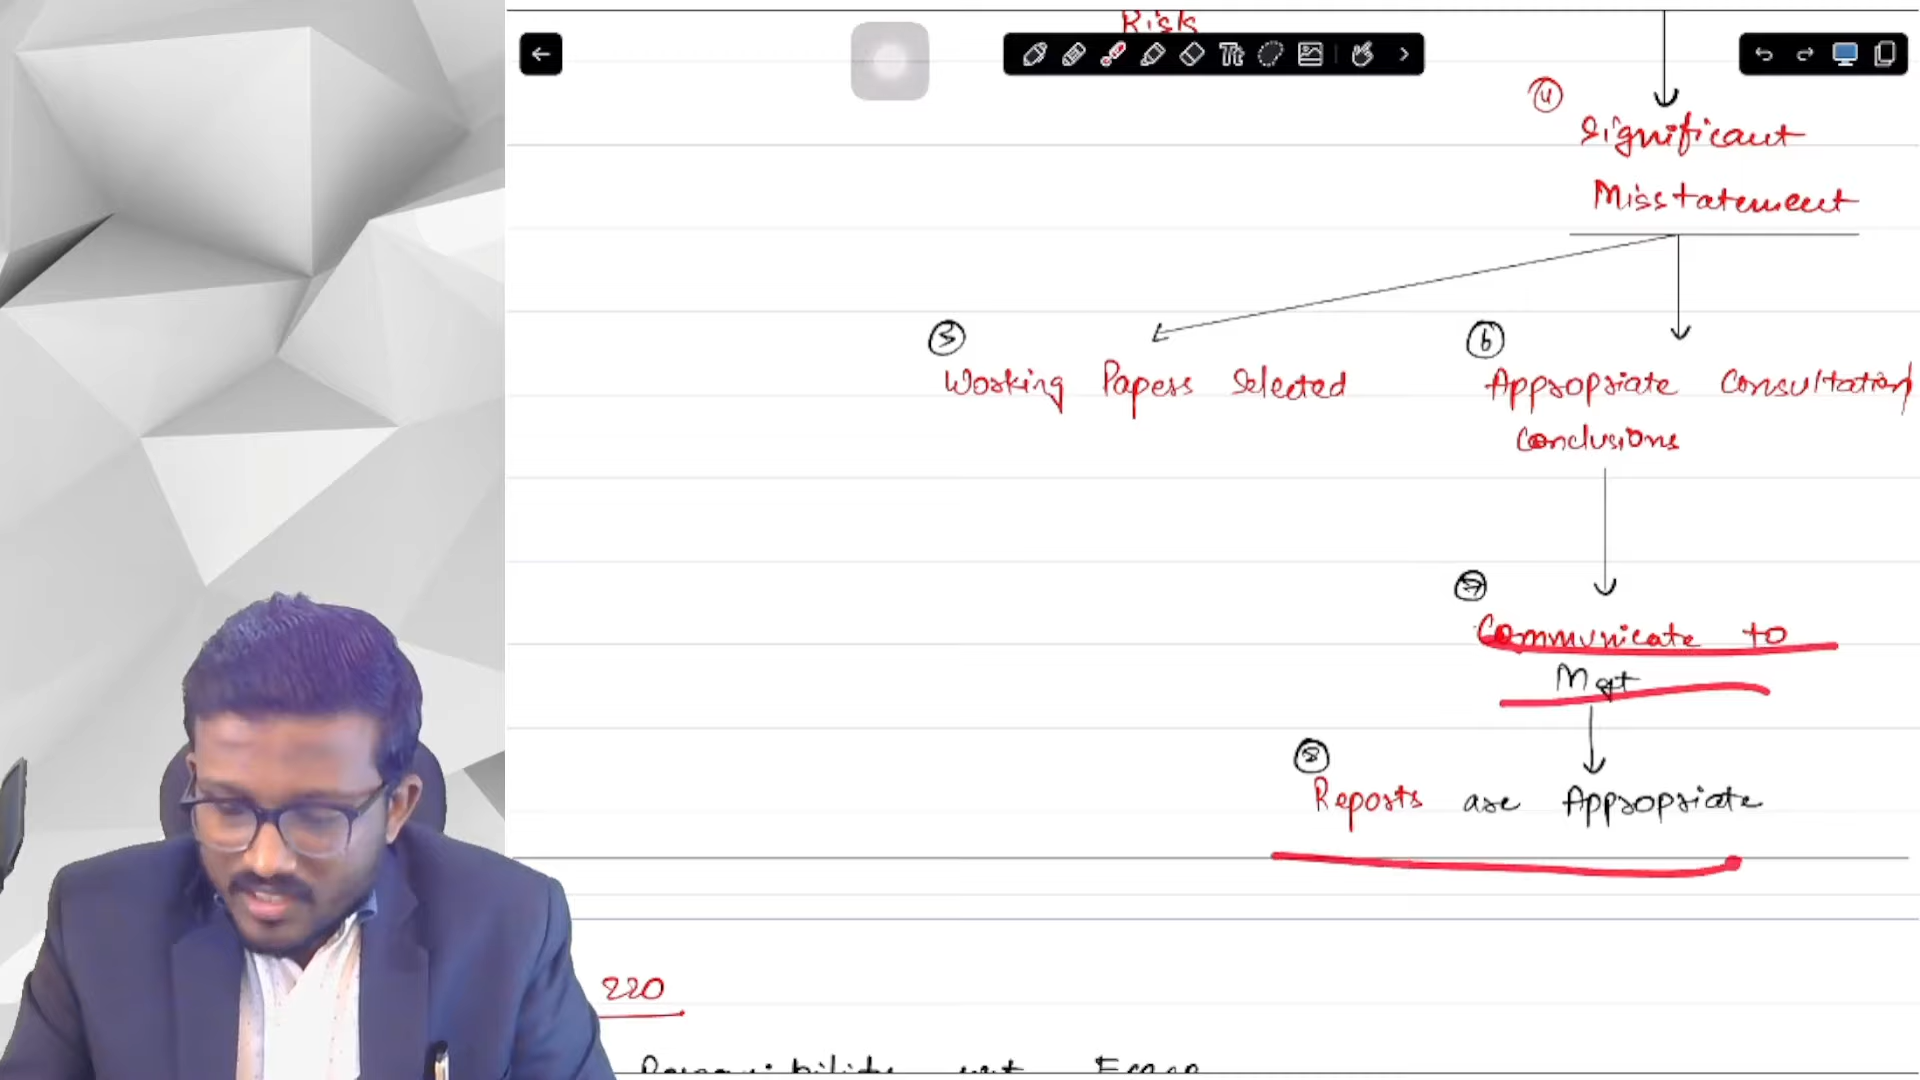 Risk
Tt
4
Significant
Misstatement
5
Working Papers Selected
6
Appropriate Consultation
Conclusions
7
Communicate to
Mgt
8
Reports are Appropriate
220